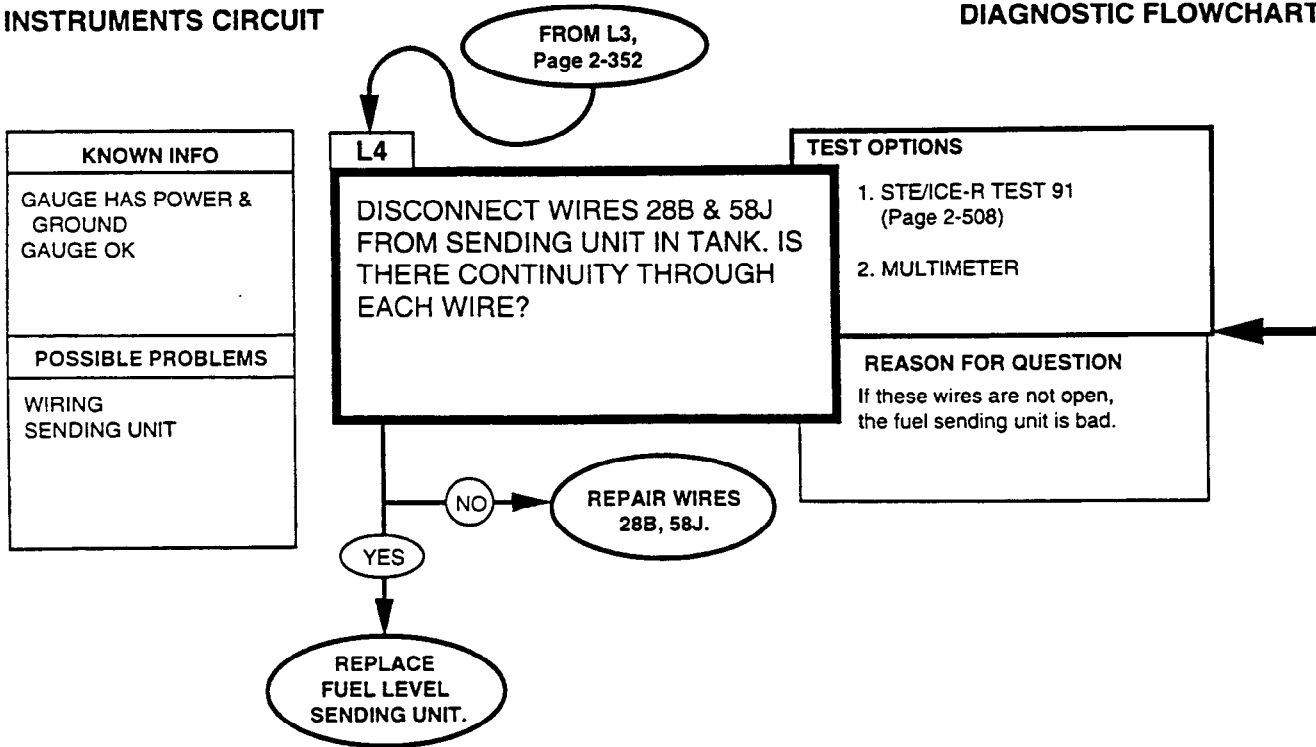 INSTRUMENTS CIRCUIT
DIAGNOSTIC FLOWCHART
FROM L3,
Page 2-352
KNOWN INFO
GAUGE HAS POWER &
GROUND
GAUGE OK
POSSIBLE PROBLEMS
WIRING
SENDING UNIT
L4
DISCONNECT WIRES 28B & 58J
FROM SENDING UNIT IN TANK. IS
THERE CONTINUITY THROUGH
EACH WIRE?
TEST OPTIONS
1. STE/ICE-R TEST 91
(Page 2-508)
2. MULTIMETER
REASON FOR QUESTION
If these wires are not open,
the fuel sending unit is bad.
NO
REPAIR WIRES
28B, 58J.
YES
REPLACE
FUEL LEVEL
SENDING UNIT.